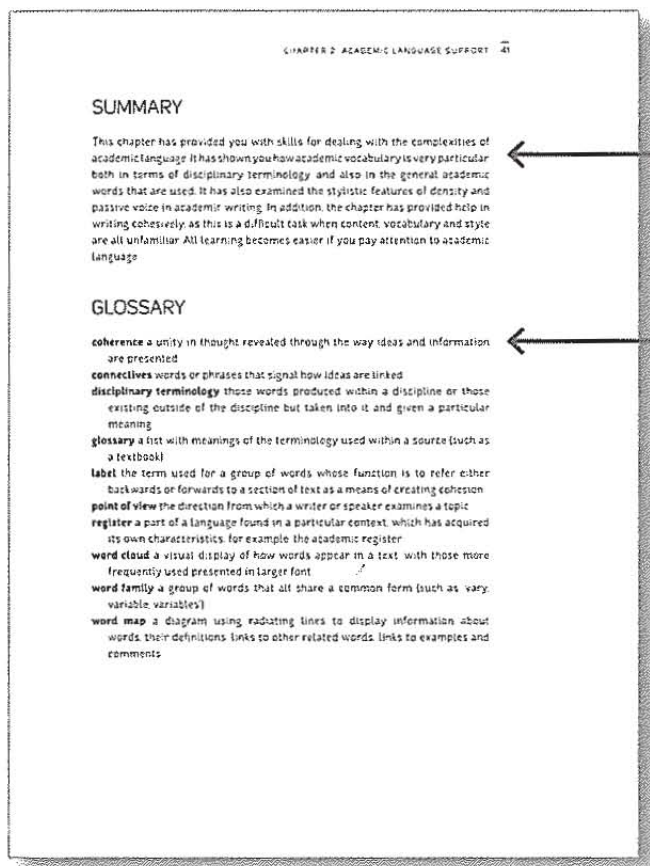 CHAPTER 2 ACADEMIC LANGUAGE SUPPORT 41
SUMMARY
This chapter has provided you with skills for dealing with the complexities of
academic language. It has shown you how academic vocabulary is very particular
both in terms of disciplinary terminology and also in the general academic
words that are used. It has also examined the stylistic features of density and
passive voice in academic writing. In addition, the chapter has provided help in
writing cohesively, as this is a difficult task when content, vocabulary and style
are all unfamiliar. All learning becomes easier if you pay attention to academic
language
GLOSSARY
coherence a unity in thought revealed through the way ideas and information
are presented
connectives words or phrases that signal how ideas are linked
disciplinary terminology those words produced within a discipline or those
existing outside of the discipline but taken into it and given a particular
meaning
glossary a list with meanings of the terminology used within a source (such as
a textbook)
label the term used for a group of words whose function is to refer either
backwards or forwards to a section of text as a means of creating cohesion
point of view the direction from which a writer or speaker examines a topic
register a part of a language found in a particular context, which has acquired
its own characteristics, for example the academic register
word cloud a visual display of how words appear in a text, with those more
frequently used presented in larger font
word family a group of words that all share a common form (such as 'vary,
variable, variables')
word map a diagram using radiating lines to display information about
words, their definitions, links to other related words, links to examples and
comments